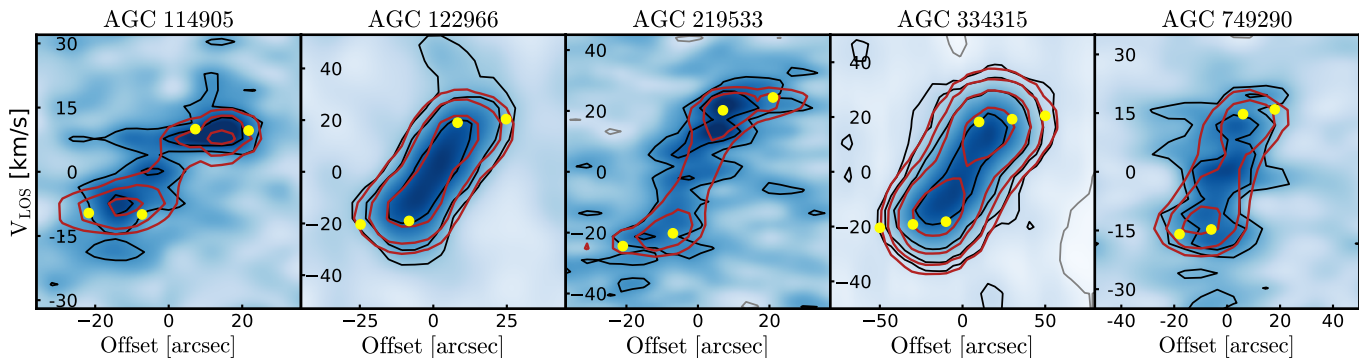 AGC 114905 AGC 122966 AGC 219533 AGC 334315 AGC 749290
V_LOS [km/s]
30 15 0 -15 -30
40 20 0 −20 −40
40 20 0 −20 −40
40 20 0 −20 −40
30 15 0 -15 -30
−20 0 20 −25 0 25 −20 0 20 −50 0 50 −40 −20 0 20 40
Offset [arcsec] Offset [arcsec] Offset [arcsec] Offset [arcsec] Offset [arcsec]